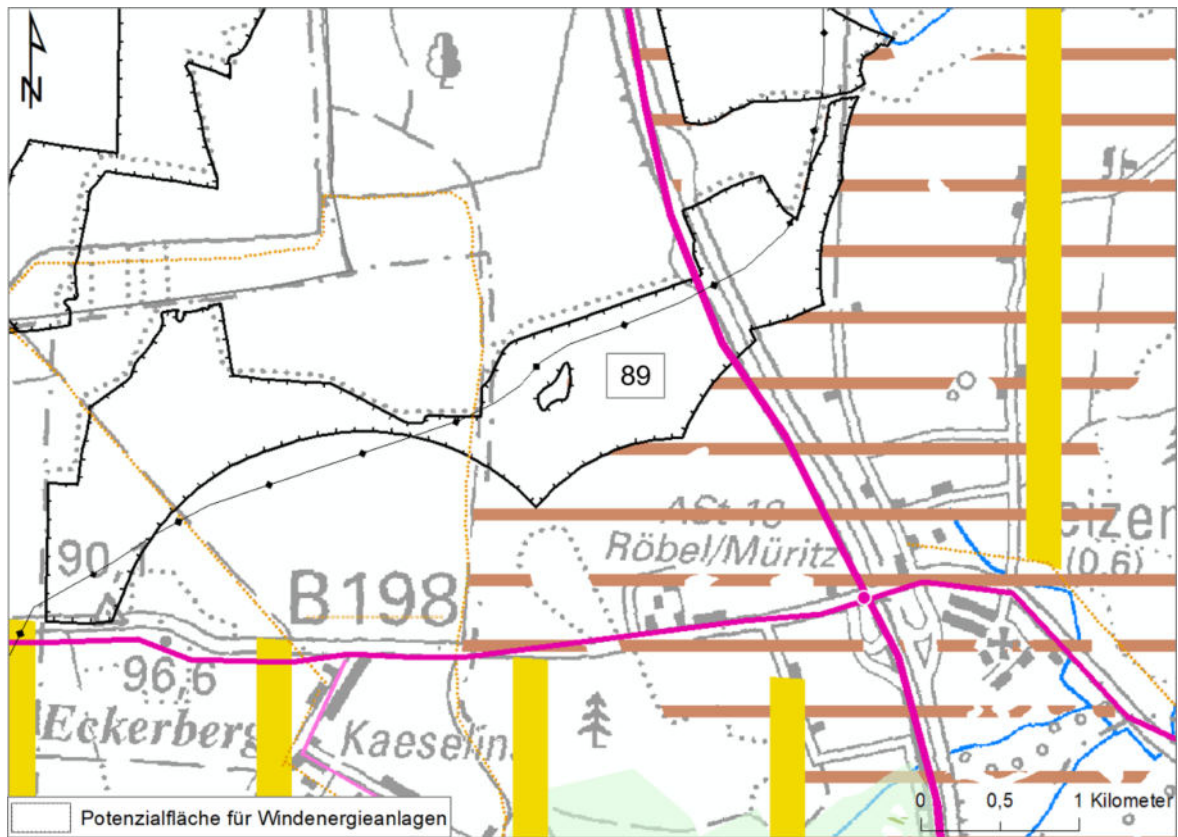 N
89
ASt 18
Röbel/Müritz
eizen
(0.6)
90,1
B198
96,6
Eckerberg
Kaeselin
0 0,5 1 Kilometer
Potenzialfläche für Windenergieanlagen